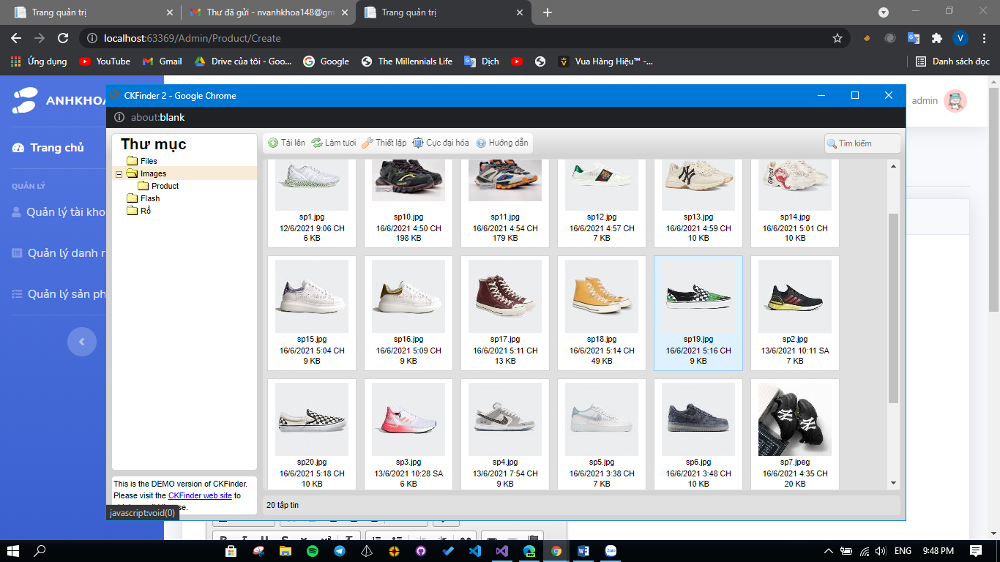 Trang quản trị
Thư đã gửi - nvanhkhoa148@gm
Trang quản trị
localhost:63369/Admin/Product/Create
V
Ứng dụng
YouTube
Gmail
Drive của tôi - Goo...
Google
The Millennials Life
Dịch
Vua Hàng Hiệu™ -...
Danh sách đọc
ANHKHOA
admin
CKFinder 2 - Google Chrome
about:blank
Trang chủ
QUẢN LÝ
Quản lý tài kho
Quản lý danh n
Quản lý sản ph
Thư mục
Files
Images
Product
Flash
Rổ
Tải lên
Làm tươi
Thiết lập
Cực đại hóa
Hướng dẫn
Tìm kiếm
sp1.jpg
12/6/2021 9:06 CH
6 KB
sp10.jpg
16/6/2021 4:50 CH
198 KB
sp11.jpg
16/6/2021 4:54 CH
179 KB
sp12.jpg
16/6/2021 4:57 CH
7 KB
sp13.jpg
16/6/2021 4:59 CH
10 KB
sp14.jpg
16/6/2021 5:01 CH
10 KB
sp15.jpg
16/6/2021 5:04 CH
9 KB
sp16.jpg
16/6/2021 5:09 CH
9 KB
sp17.jpg
16/6/2021 5:11 CH
13 KB
sp18.jpg
16/6/2021 5:14 CH
49 KB
sp19.jpg
16/6/2021 5:16 CH
9 KB
sp2.jpg
13/6/2021 10:11 SA
7 KB
sp20.jpg
16/6/2021 5:18 CH
10 KB
sp3.jpg
13/6/2021 10:28 SA
6 KB
sp4.jpg
13/6/2021 7:54 CH
9 KB
sp5.jpg
16/6/2021 3:38 CH
7 KB
sp6.jpg
16/6/2021 3:48 CH
10 KB
sp7.jpeg
16/6/2021 4:35 CH
20 KB
This is the DEMO version of CKFinder.
Please visit the CKFinder web site to
javascript:void(0)
20 tập tin
ENG
9:48 PM